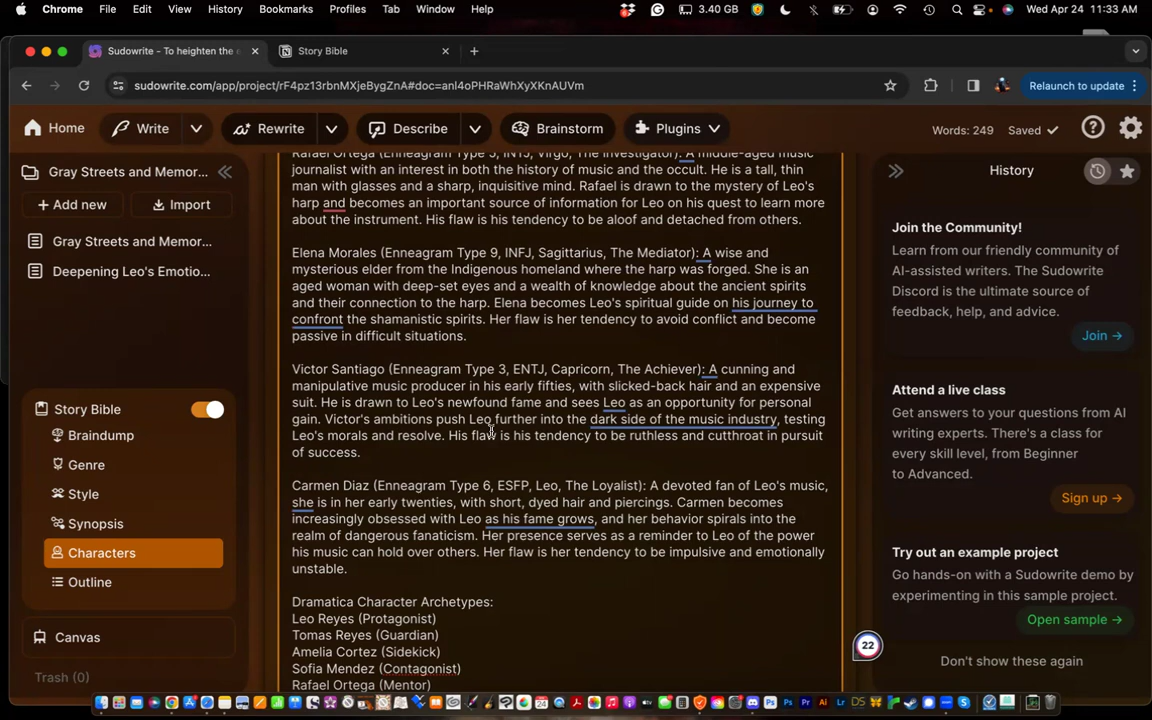 Chrome File Edit View History Bookmarks Profiles Tab Window Help 3.40 GB Wed Apr 24 11:33 AM
Sudowrite - To heighten the e
Story Bible
sudowrite.com/app/project/rF4pz13rbnMXjeBygZnA#doc=anl4oPHRaWhXyXKnAUVm
Relaunch to update
Home Write Rewrite Describe Brainstorm Plugins Words: 249 Saved
Gray Streets and Memor...
+ Add new Import
Gray Streets and Memor...
Deepening Leo's Emotio...
Story Bible
Braindump
Genre
Style
Synopsis
Characters
Outline
Canvas
Trash (0)
Rafael Ortega (Enneagram Type 5, INTJ, Virgo, The Investigator): A middle-aged music
journalist with an interest in both the history of music and the occult. He is a tall, thin
man with glasses and a sharp, inquisitive mind. Rafael is drawn to the mystery of Leo's
harp and becomes an important source of information for Leo on his quest to learn more
about the instrument. His flaw is his tendency to be aloof and detached from others.
Elena Morales (Enneagram Type 9, INFJ, Sagittarius, The Mediator): A wise and
mysterious elder from the Indigenous homeland where the harp was forged. She is an
aged woman with deep-set eyes and a wealth of knowledge about the ancient spirits
and their connection to the harp. Elena becomes Leo's spiritual guide on his journey to
confront the shamanistic spirits. Her flaw is her tendency to avoid conflict and become
passive in difficult situations.
Victor Santiago (Enneagram Type 3, ENTJ, Capricorn, The Achiever): A cunning and
manipulative music producer in his early fifties, with slicked-back hair and an expensive
suit. He is drawn to Leo's newfound fame and sees Leo as an opportunity for personal
gain. Victor's ambitions push Leo further into the dark side of the music industry, testing
Leo's morals and resolve. His flaw is his tendency to be ruthless and cutthroat in pursuit
of success.
Carmen Diaz (Enneagram Type 6, ESFP, Leo, The Loyalist): A devoted fan of Leo's music,
she is in her early twenties, with short, dyed hair and piercings. Carmen becomes
increasingly obsessed with Leo as his fame grows, and her behavior spirals into the
realm of dangerous fanaticism. Her presence serves as a reminder to Leo of the power
his music can hold over others. Her flaw is her tendency to be impulsive and emotionally
unstable.
Dramatica Character Archetypes:
Leo Reyes (Protagonist)
Tomas Reyes (Guardian)
Amelia Cortez (Sidekick)
Sofia Mendez (Contagonist)
Rafael Ortega (Mentor)
22
History
Join the Community!
Learn from our friendly community of
AI-assisted writers. The Sudowrite
Discord is the ultimate source of
feedback, help, and advice.
Join →
Attend a live class
Get answers to your questions from AI
writing experts. There's a class for
every skill level, from Beginner
to Advanced.
Sign up →
Try out an example project
Go hands-on with a Sudowrite demo by
experimenting in this sample project.
Open sample →
Don't show these again